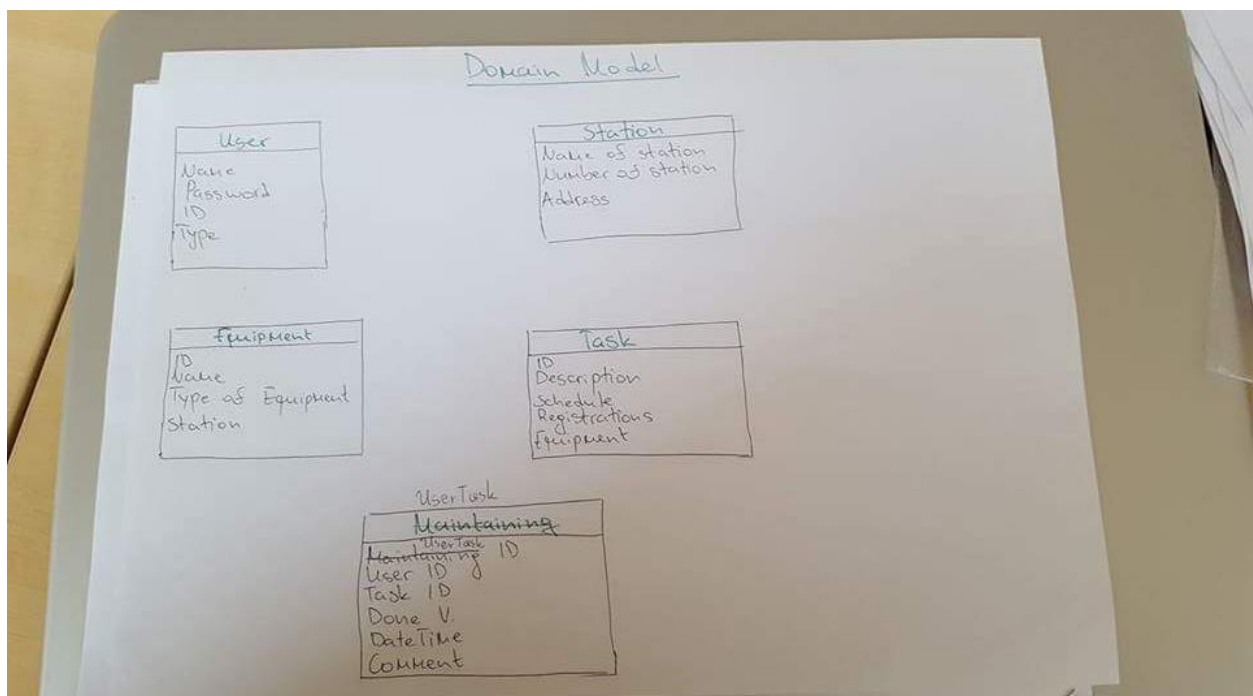 Domain Model
User
Name
Password
ID
Type
Station
Name of station
Number of station
Address
Equipment
ID
Name
Type of Equipment
Station
Task
ID
Description
Schedule
Registrations
Equipment
UserTask
Maintaining
UserTask
Maintaining ID
User ID
Task ID
Done V.
DateTime
Comment